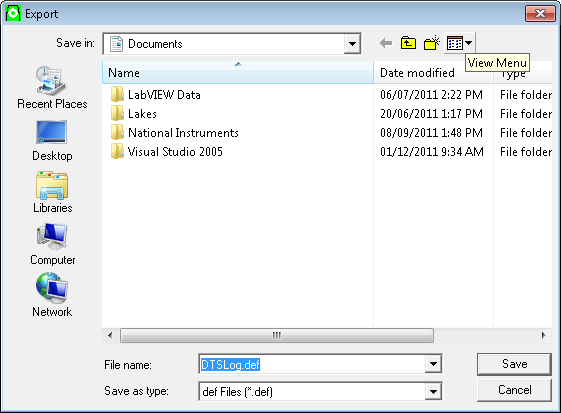 Export
Save in: Documents
View Menu
Name Date modified Type
LabVIEW Data 06/07/2011 2:22 PM File folder
Lakes 20/06/2011 1:17 PM File folder
National Instruments 08/09/2011 1:48 PM File folder
Visual Studio 2005 01/12/2011 9:34 AM File folder
Recent Places
Desktop
Libraries
Computer
Network
File name: DTSLog.def Save
Save as type: def Files (*.def) Cancel